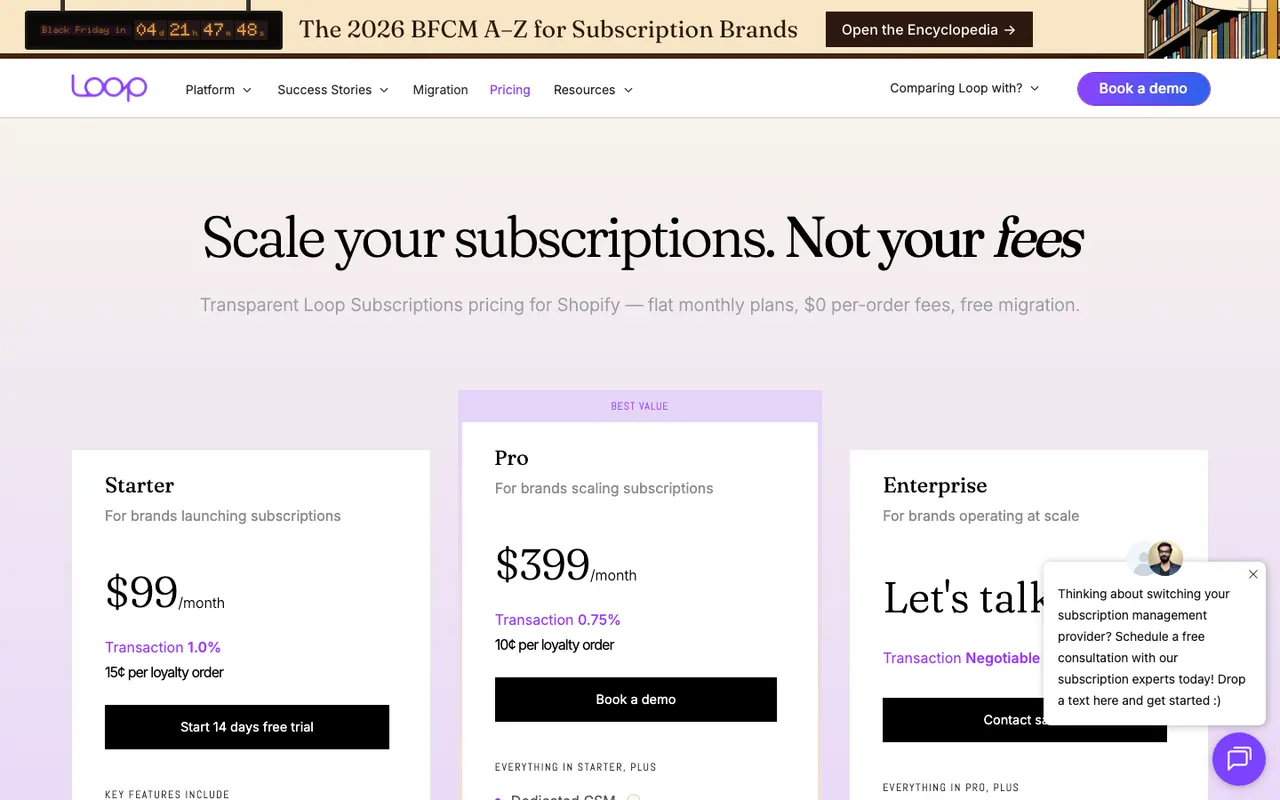 Black Friday in 04d 21h 47m 48s
The 2026 BFCM A–Z for Subscription Brands
Open the Encyclopedia →
Loop
Platform
Success Stories
Migration
Pricing
Resources
Comparing Loop with?
Book a demo
Scale your subscriptions. Not your fees
Transparent Loop Subscriptions pricing for Shopify — flat monthly plans, $0 per-order fees, free migration.
Starter
For brands launching subscriptions
$99/month
Transaction 1.0%
15¢ per loyalty order
Start 14 days free trial
KEY FEATURES INCLUDE
BEST VALUE
Pro
For brands scaling subscriptions
$399/month
Transaction 0.75%
10¢ per loyalty order
Book a demo
EVERYTHING IN STARTER, PLUS
Dedicated CSM
Enterprise
For brands operating at scale
Let's talk
Transaction Negotiable
Contact sa
EVERYTHING IN PRO, PLUS
Thinking about switching your
subscription management
provider? Schedule a free
consultation with our
subscription experts today! Drop
a text here and get started :)